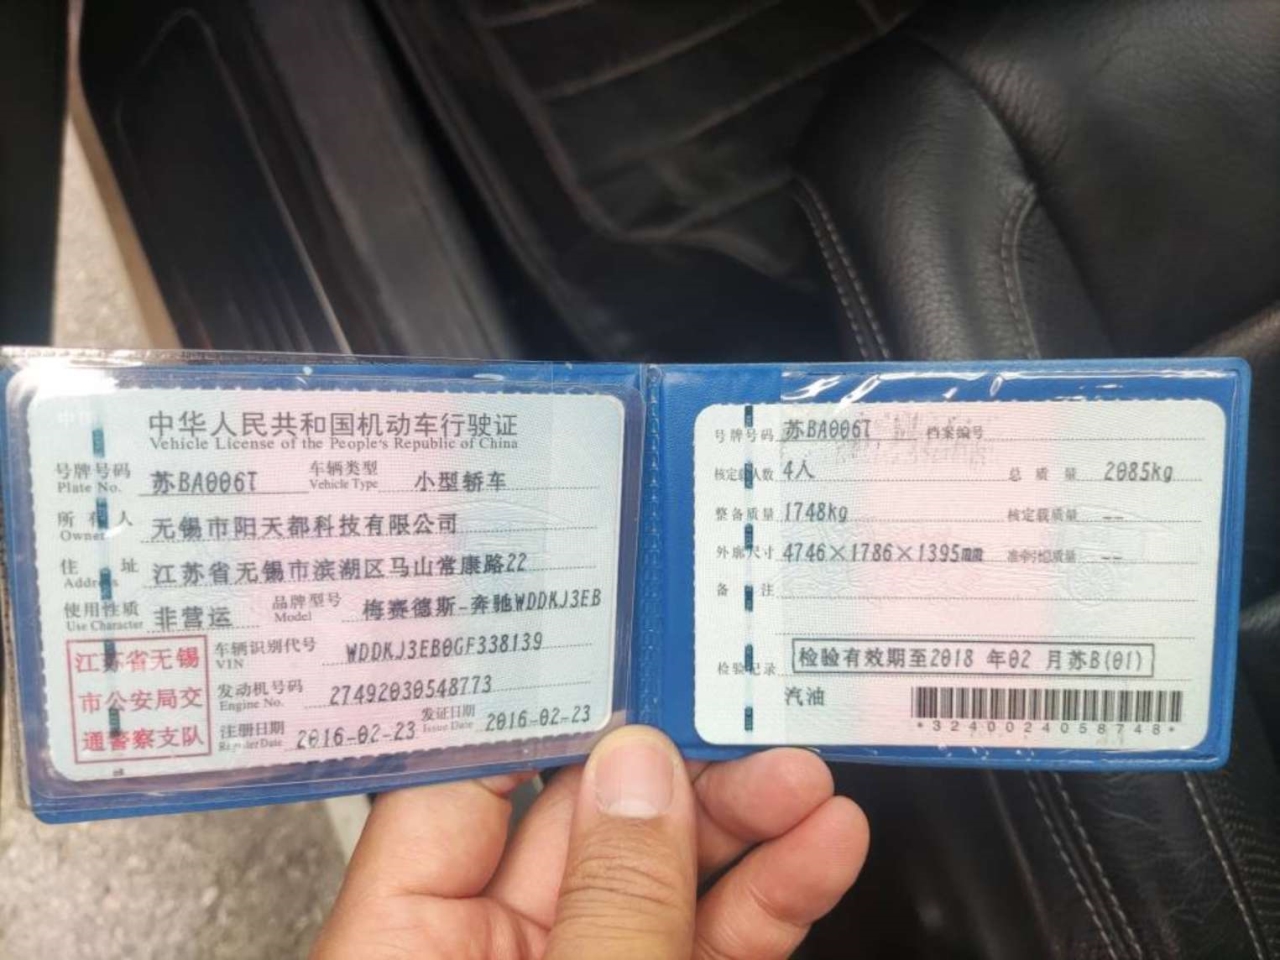 中华人民共和国机动车行驶证
Vehicle License of the People's Republic of China
号牌号码 苏BA006T 车辆类型 小型轿车
Plate No. Vehicle Type
所有人 无锡市阳天都科技有限公司
Owner
住址 江苏省无锡市滨湖区马山常康路22
Address
使用性质 非营运 品牌型号 梅赛德斯-奔驰WDDKJ3EB
Use Character Model
江苏省无锡
市公安局交
通警察支队
车辆识别代号 WDDKJ3EB0GF338139
VIN
发动机号码 27492030548773
Engine No.
注册日期 2016-02-23 发证日期 2016-02-23
Register Date Issue Date
号牌号码 苏BA006T 档案编号
核定载人数 4人 总质量 2085kg
整备质量 1748kg 核定载质量 --
外廓尺寸 4746×1786×1395mm 准牵引总质量 --
备注
检验记录 检验有效期至2018 年02 月苏B(01)
汽油
*3240024058748*